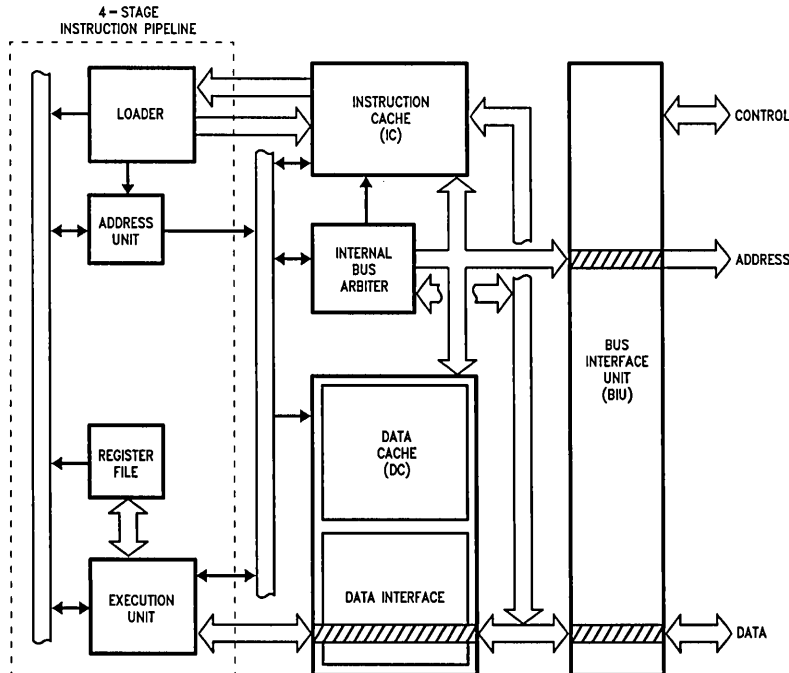 4-STAGE
INSTRUCTION PIPELINE
LOADER
INSTRUCTION
CACHE
(IC)
CONTROL
ADDRESS
UNIT
INTERNAL
BUS
ARBITER
ADDRESS
BUS
INTERFACE
UNIT
(BIU)
DATA
CACHE
(DC)
REGISTER
FILE
EXECUTION
UNIT
DATA INTERFACE
DATA